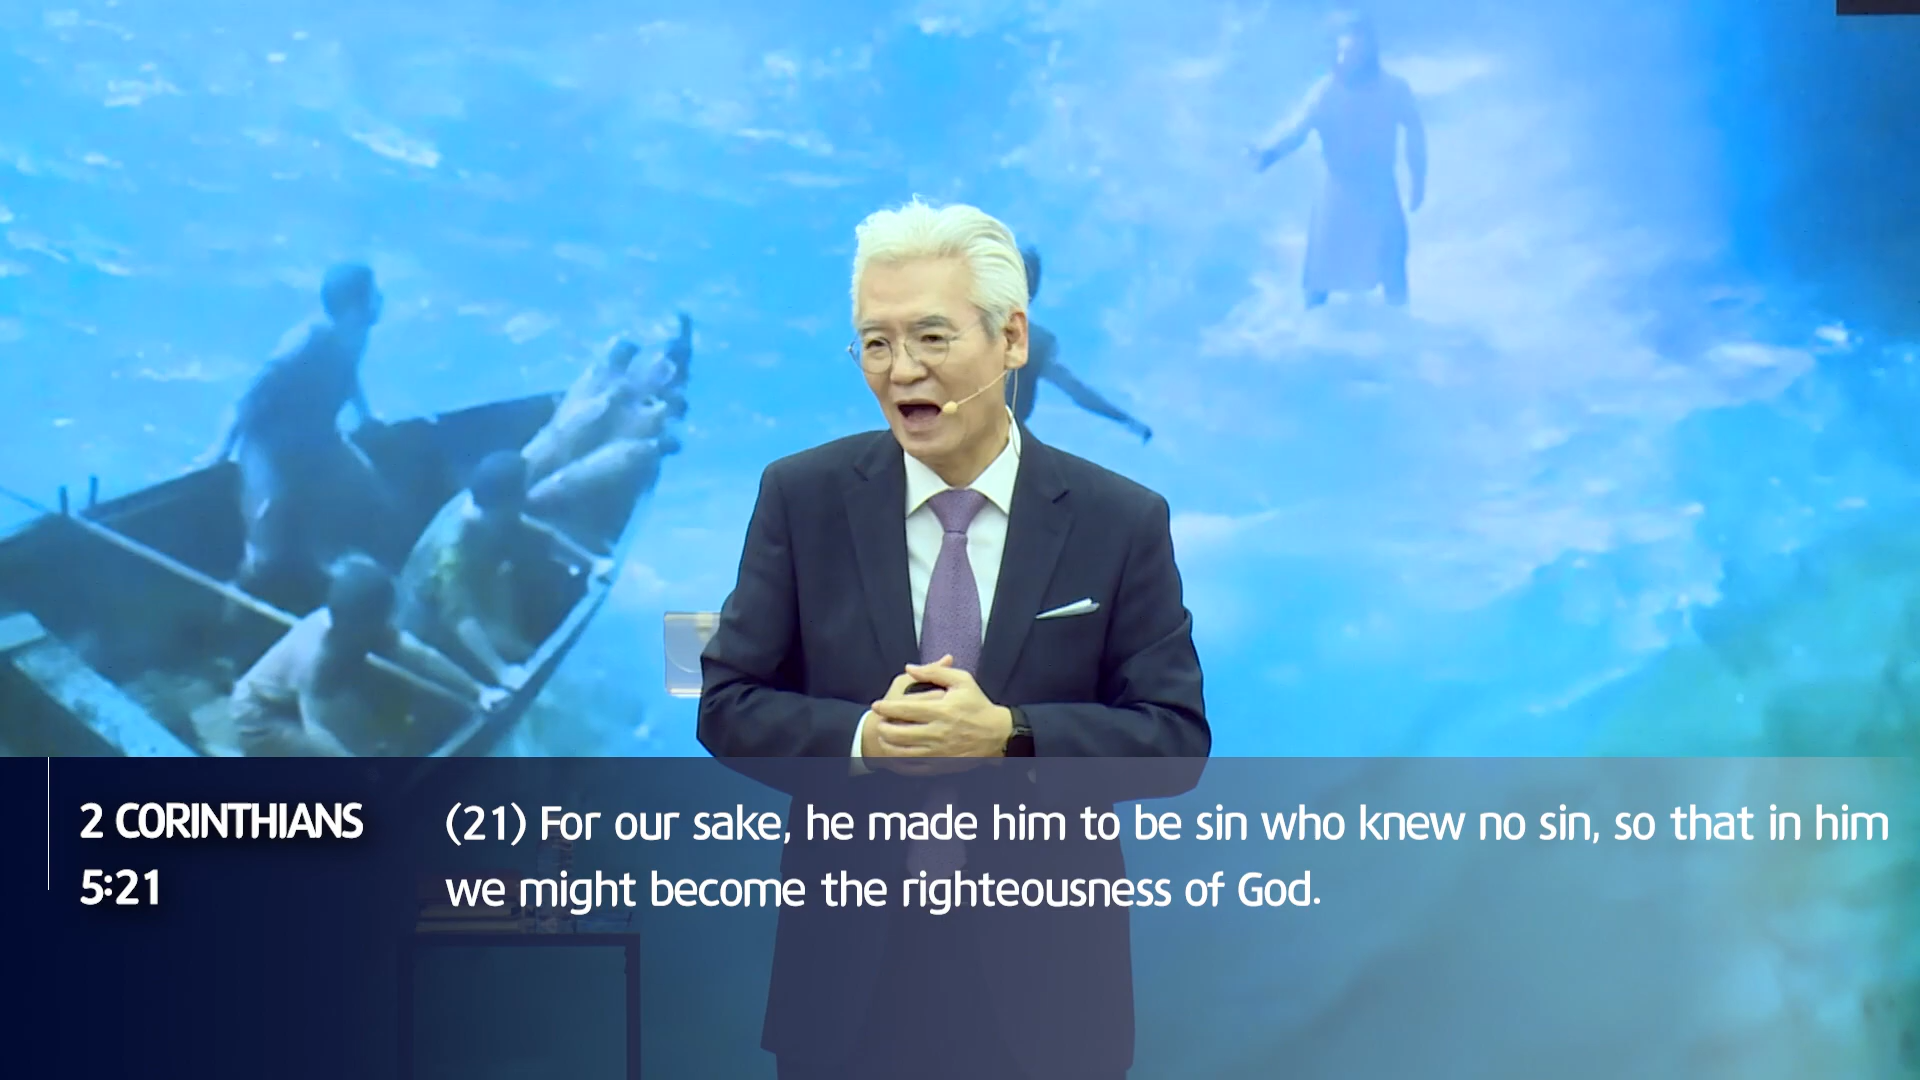 2 CORINTHIANS
5:21
(21) For our sake, he made him to be sin who knew no sin, so that in him
we might become the righteousness of God.